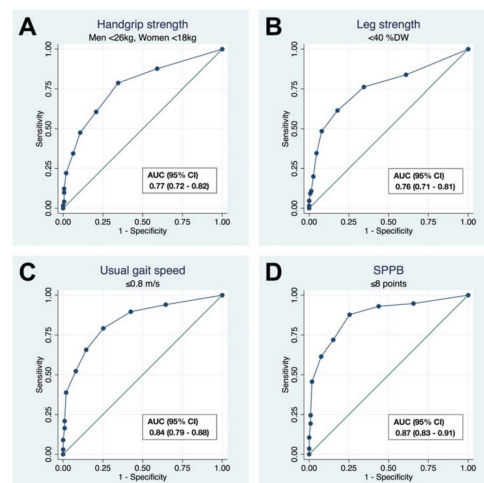 A
Handgrip strength
Men <26kg, Women <18kg
Sensitivity
1.00
0.75
0.50
0.25
0.00
AUC (95% CI)
0.77 (0.72 - 0.82)
0.00 0.25 0.50 0.75 1.00
1 - Specificity
B
Leg strength
<40 %DW
Sensitivity
1.00
0.75
0.50
0.25
0.00
AUC (95% CI)
0.76 (0.71 - 0.81)
0.00 0.25 0.50 0.75 1.00
1 - Specificity
C
Usual gait speed
≤0.8 m/s
Sensitivity
1.00
0.75
0.50
0.25
0.00
AUC (95% CI)
0.84 (0.79 - 0.88)
0.00 0.25 0.50 0.75 1.00
1 - Specificity
D
SPPB
≤8 points
Sensitivity
1.00
0.75
0.50
0.25
0.00
AUC (95% CI)
0.87 (0.83 - 0.91)
0.00 0.25 0.50 0.75 1.00
1 - Specificity